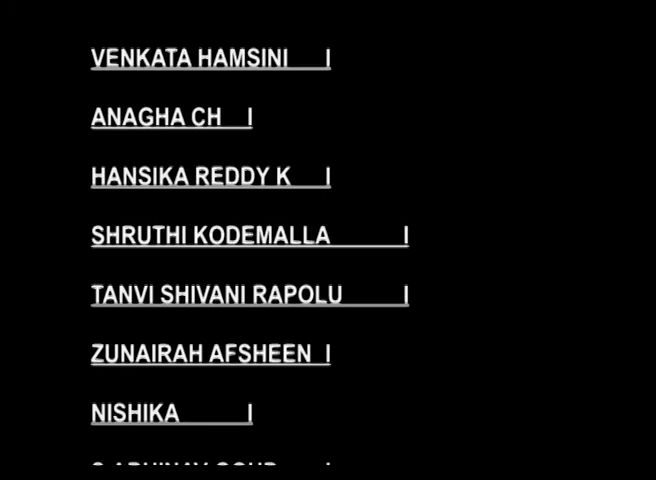 VENKATA HAMSINI I
ANAGHA CH I
HANSIKA REDDY K I
SHRUTHI KODEMALLA I
TANVI SHIVANI RAPOLU I
ZUNAIRAH AFSHEEN I
NISHIKA I